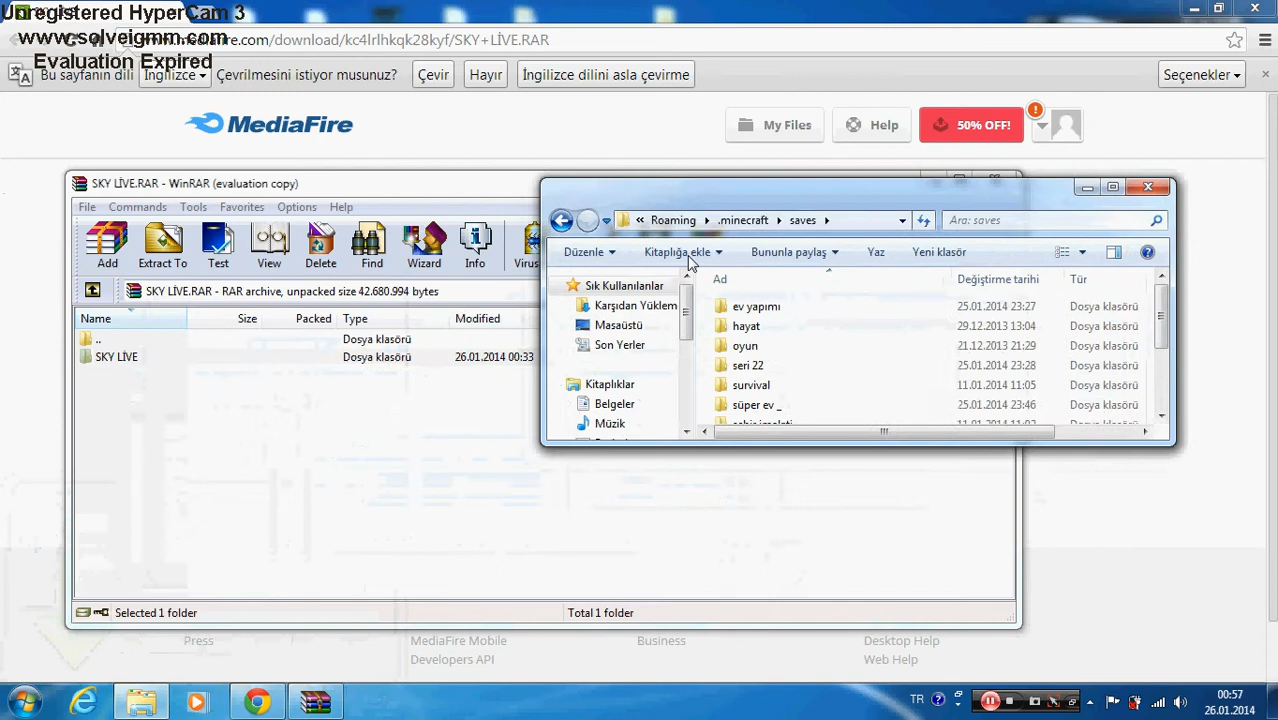 Unregistered HyperCam 3
www.solveigmm.com
Evaluation Expired
www.mediafire.com/download/kc4lrlhkqk28kyf/SKY+LİVE.RAR
Bu sayfanın dili İngilizce Çevrilmesini istiyor musunuz? Çevir Hayır İngilizce dilini asla çevirme Seçenekler
MediaFire My Files Help 50% OFF!
SKY LİVE.RAR - WinRAR (evaluation copy)
File Commands Tools Favorites Options Help
Add Extract To Test View Delete Find Wizard Info
SKY LİVE.RAR - RAR archive, unpacked size 42.680.994 bytes
Name Size Packed Type Modified
.. Dosya klasörü
SKY LİVE Dosya klasörü 26.01.2014 00:33
Selected 1 folder Total 1 folder
« Roaming .minecraft saves Ara: saves
Düzenle Kitaplığa ekle Bununla paylaş Yaz Yeni klasör
Sık Kullanılanlar
Karşıdan Yüklem
Masaüstü
Son Yerler
Kitaplıklar
Belgeler
Müzik
Ad Değiştirme tarihi Tür
ev yapımı 25.01.2014 23:27 Dosya klasörü
hayat 29.12.2013 13:04 Dosya klasörü
oyun 21.12.2013 21:29 Dosya klasörü
seri 22 25.01.2014 23:28 Dosya klasörü
survival 11.01.2014 11:05 Dosya klasörü
süper ev _ 25.01.2014 23:46 Dosya klasörü
Press MediaFire Mobile Business Desktop Help
Developers API Web Help
TR 00:57
26.01.2014